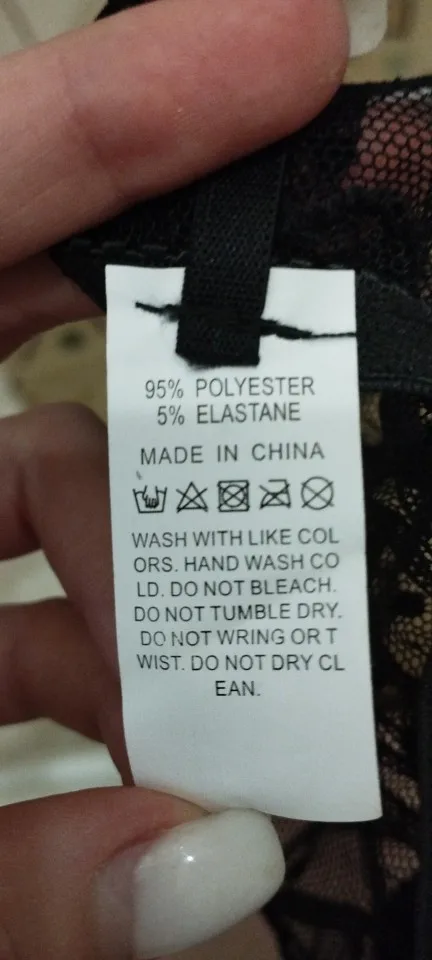 95% POLYESTER
5% ELASTANE
MADE IN CHINA
WASH WITH LIKE COL
ORS. HAND WASH CO
LD. DO NOT BLEACH.
DO NOT TUMBLE DRY.
DO NOT WRING OR T
WIST. DO NOT DRY CL
EAN.